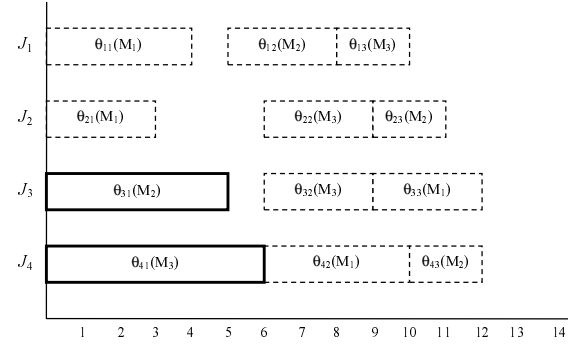 J₁ θ₁₁(M₁) θ₁₂(M₂) θ₁₃(M₃)
J₂ θ₂₁(M₁) θ₂₂(M₃) θ₂₃(M₂)
J₃ θ₃₁(M₂) θ₃₂(M₃) θ₃₃(M₁)
J₄ θ₄₁(M₃) θ₄₂(M₁) θ₄₃(M₂)
1 2 3 4 5 6 7 8 9 10 11 12 13 14